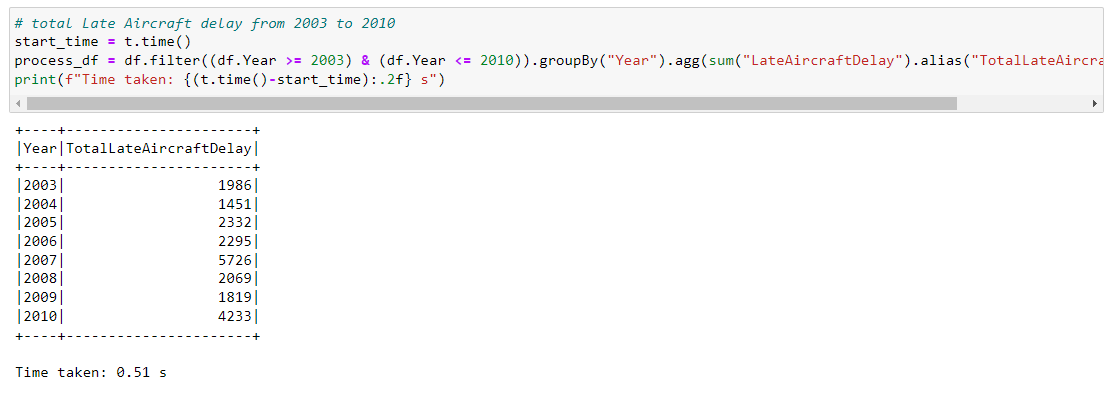 # total Late Aircraft delay from 2003 to 2010
start_time = t.time()
process_df = df.filter((df.Year >= 2003) & (df.Year <= 2010)).groupBy("Year").agg(sum("LateAircraftDelay").alias("TotalLateAircra
print(f"Time taken: {(t.time()-start_time):.2f} s")
+----+----------------------+
|Year|TotalLateAircraftDelay|
+----+----------------------+
|2003|                  1986|
|2004|                  1451|
|2005|                  2332|
|2006|                  2295|
|2007|                  5726|
|2008|                  2069|
|2009|                  1819|
|2010|                  4233|
+----+----------------------+
Time taken: 0.51 s